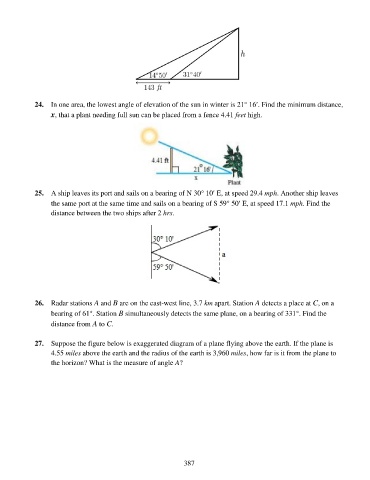 h
14°50' 31°40'
143 ft
24. In one area, the lowest angle of elevation of the sun in winter is 21° 16'. Find the minimum distance,
x, that a plant needing full sun can be placed from a fence 4.41 feet high.
4.41 ft
21° 16'
x
Plant
25. A ship leaves its port and sails on a bearing of N 30° 10' E, at speed 29.4 mph. Another ship leaves
the same port at the same time and sails on a bearing of S 59° 50' E, at speed 17.1 mph. Find the
distance between the two ships after 2 hrs.
30° 10'
a
59° 50'
26. Radar stations A and B are on the east-west line, 3.7 km apart. Station A detects a place at C, on a
bearing of 61°. Station B simultaneously detects the same plane, on a bearing of 331°. Find the
distance from A to C.
27. Suppose the figure below is exaggerated diagram of a plane flying above the earth. If the plane is
4.55 miles above the earth and the radius of the earth is 3,960 miles, how far is it from the plane to
the horizon? What is the measure of angle A?
387